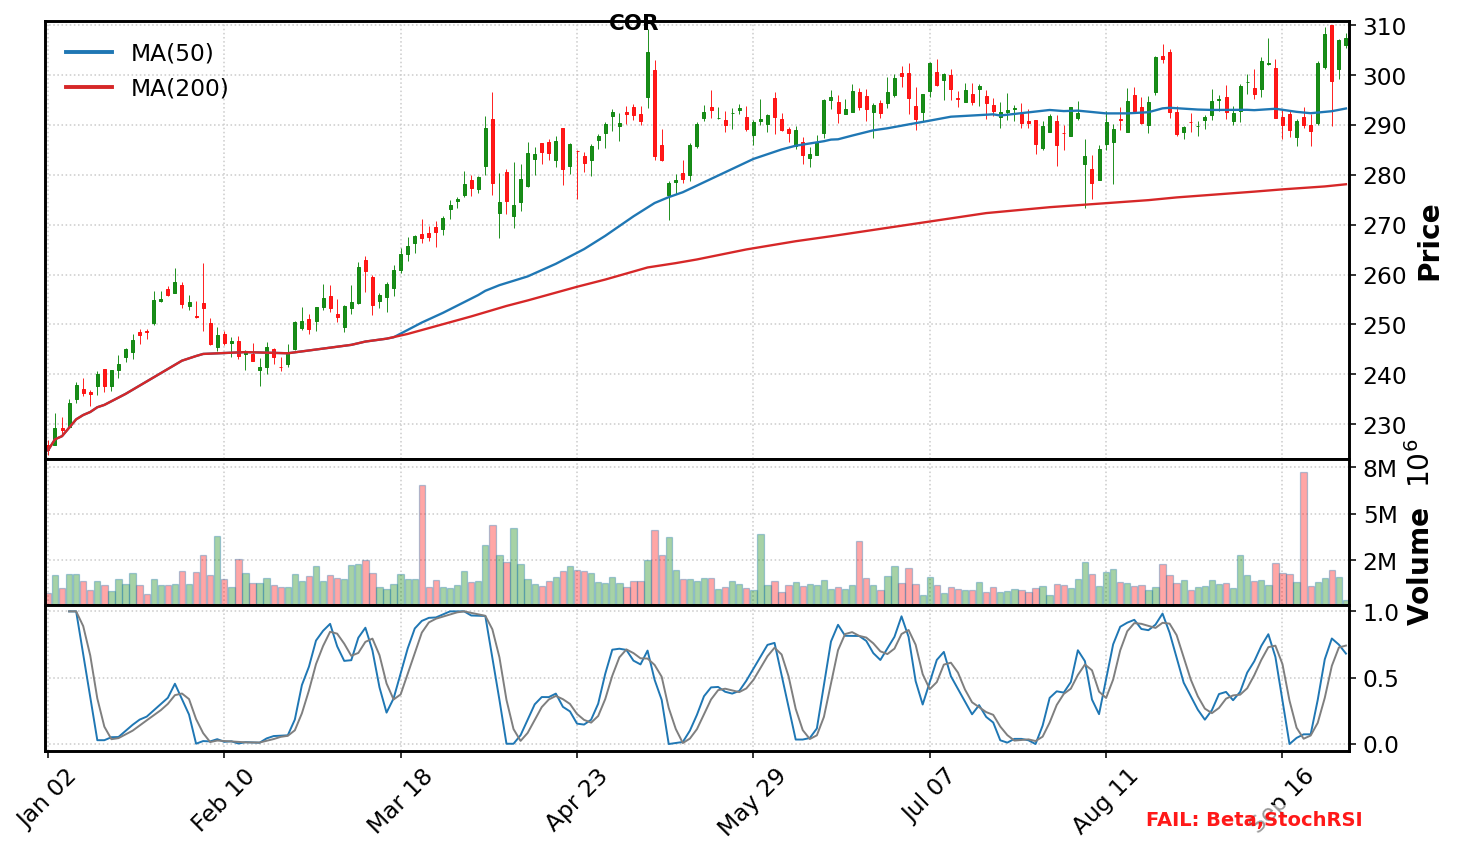 COR
MA(50)
MA(200)
310
300
290
280
270
260
250
240
230
Price
10^6
8M
5M
2M
Volume
1.0
0.5
0.0
Jan 02
Feb 10
Mar 18
Apr 23
May 29
Jul 07
Aug 11
Sep 16
FAIL: Beta,StochRSI